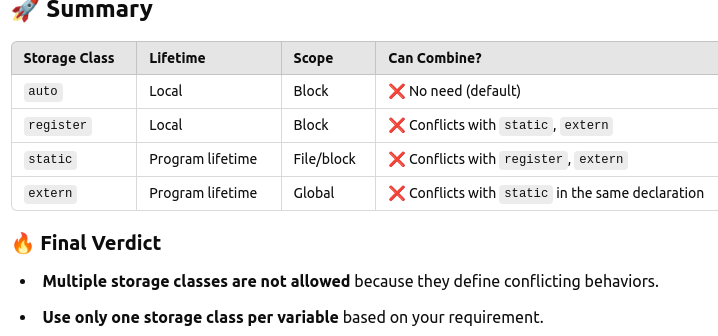 🚀 Summary
Storage Class Lifetime Scope Can Combine?
auto Local Block ❌ No need (default)
register Local Block ❌ Conflicts with static, extern
static Program lifetime File/block ❌ Conflicts with register, extern
extern Program lifetime Global ❌ Conflicts with static in the same declaration
🔥 Final Verdict
• Multiple storage classes are not allowed because they define conflicting behaviors.
• Use only one storage class per variable based on your requirement.